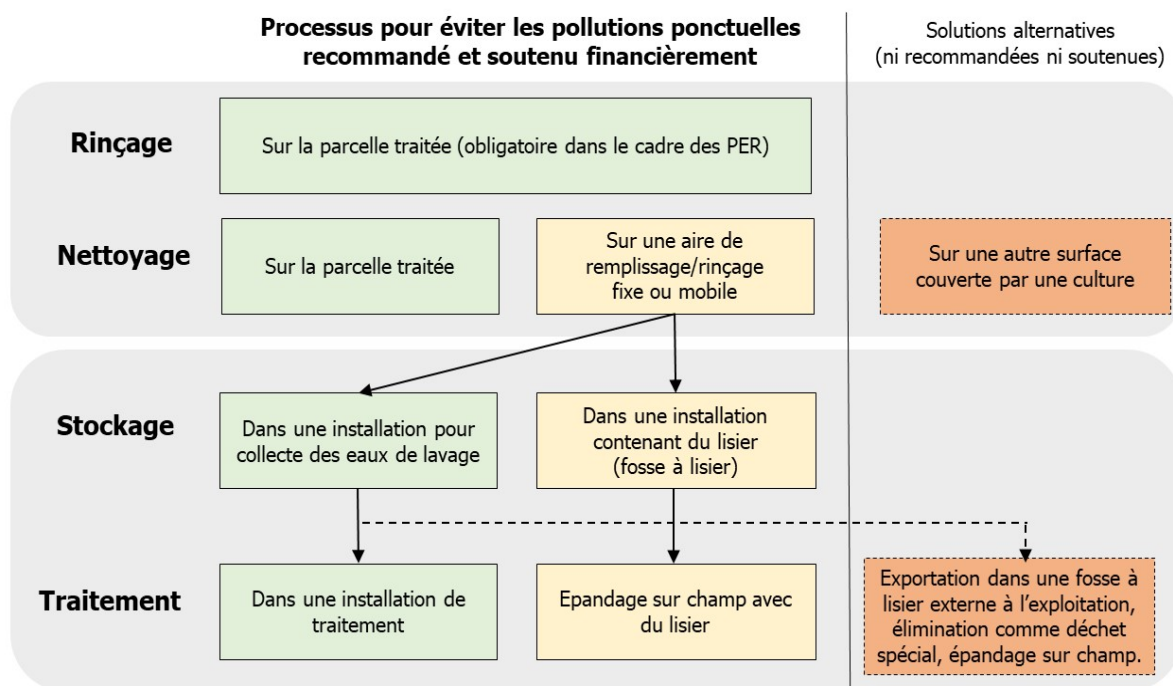 Processus pour éviter les pollutions ponctuelles
recommandé et soutenu financièrement
Solutions alternatives
(ni recommandées ni soutenues)
Rinçage
Sur la parcelle traitée (obligatoire dans le cadre des PER)
Nettoyage
Sur la parcelle traitée
Sur une aire de
remplissage/rinçage
fixe ou mobile
Sur une autre surface
couverte par une culture
Stockage
Dans une installation pour
collecte des eaux de lavage
Dans une installation
contenant du lisier
(fosse à lisier)
Traitement
Dans une installation de
traitement
Epandage sur champ avec
du lisier
Exportation dans une fosse à
lisier externe à l'exploitation,
élimination comme déchet
spécial, épandage sur champ.